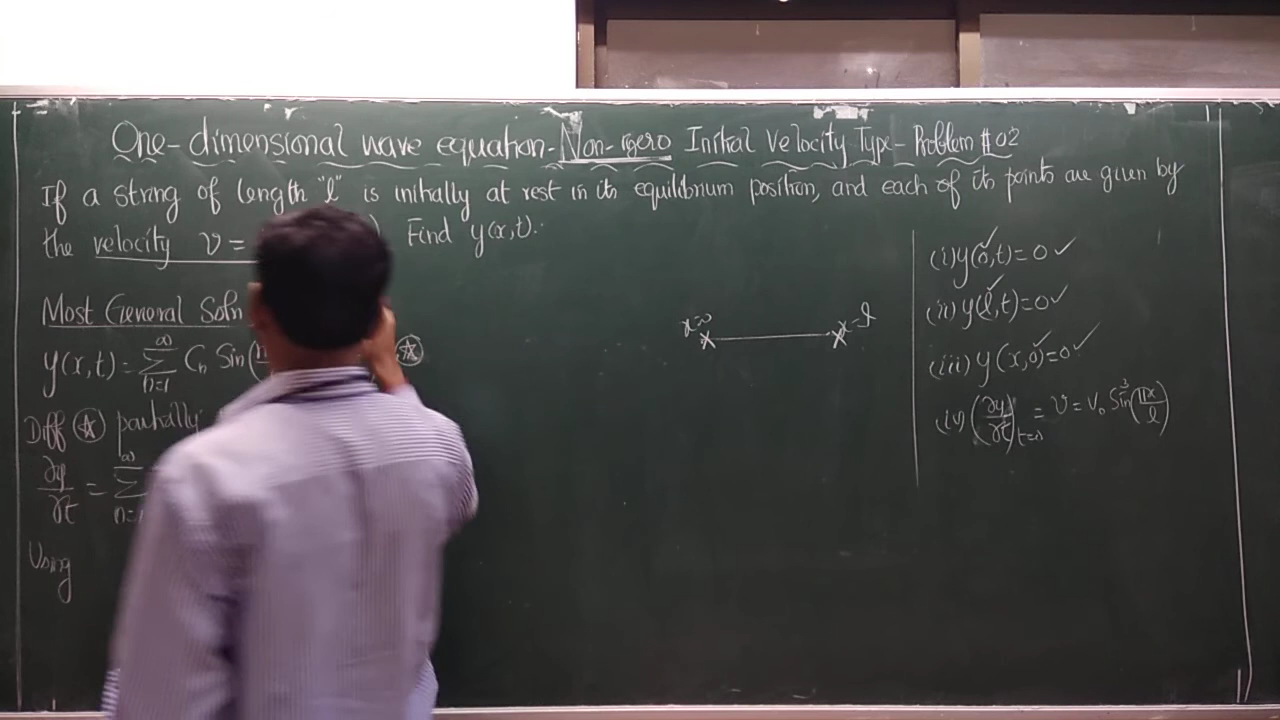 One-dimensional wave equation-Non-zero Initial Velocity Type-Problem #02
If a string of length "l" is initially at rest in its equilibrium position, and each of its points are given by
the velocity v = ) Find y(x,t).
Most General Soln
y(x,t) = ∑_{n=1}^{∞} C_n Sin(n
Diff ✪ partially
∂y/∂t = ∑_{n=1}^{∞}
Using
x=0 x=l
(i) y(0,t)=0 ✓
(ii) y(l,t)=0 ✓
(iii) y(x,0)=0 ✓
(iv) (∂y/∂t)_{t=0} = v = v₀ Sin³(πx/l)